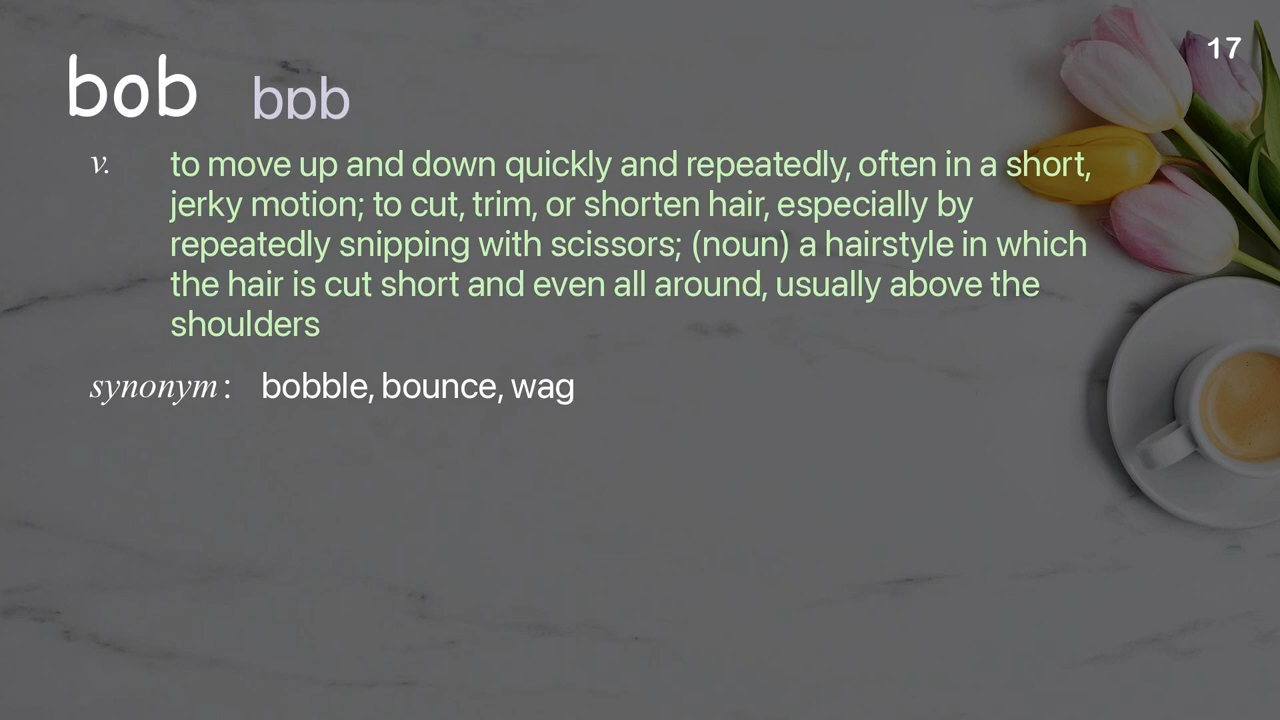 17
bob bɒb
v. to move up and down quickly and repeatedly, often in a short,
jerky motion; to cut, trim, or shorten hair, especially by
repeatedly snipping with scissors; (noun) a hairstyle in which
the hair is cut short and even all around, usually above the
shoulders
synonym: bobble, bounce, wag